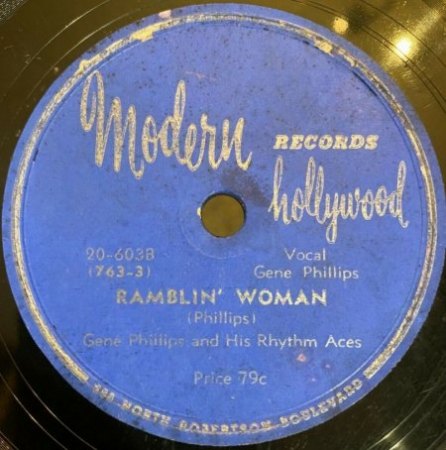 Modern
RECORDS
hollywood
20-603B
Vocal
(763-3)
Gene Phillips
RAMBLIN' WOMAN
(Phillips)
Gene Phillips and His Rhythm Aces
Price 79c
NORTH ROBERTSON BOULEVARD